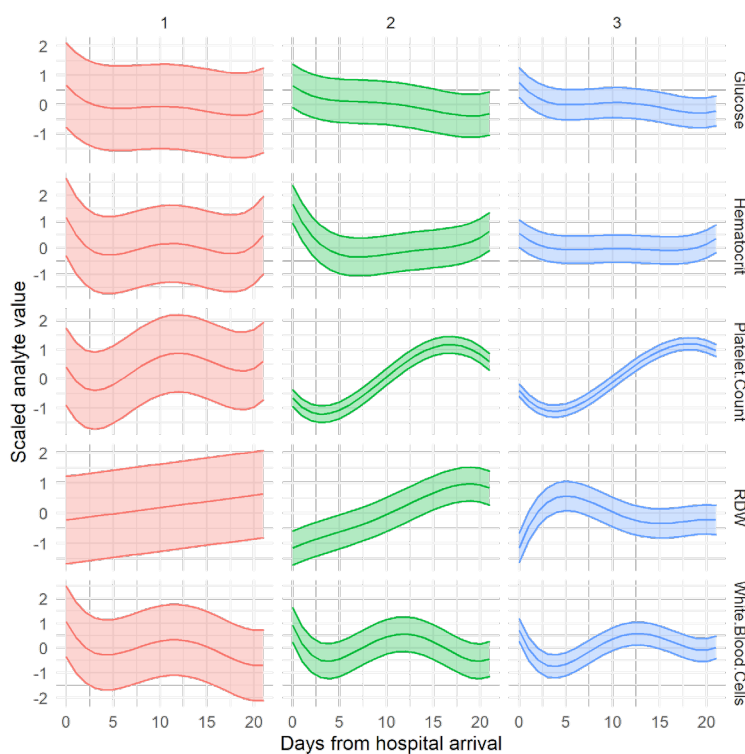 1 2 3
2
1
0
-1
Glucose
2
1
0
-1
Hematocrit
2
1
0
-1
Platelet.Count
2
1
0
-1
RDW
2
1
0
-1
-2
White.Blood.Cells
Scaled analyte value
0 5 10 15 20 0 5 10 15 20 0 5 10 15 20
Days from hospital arrival